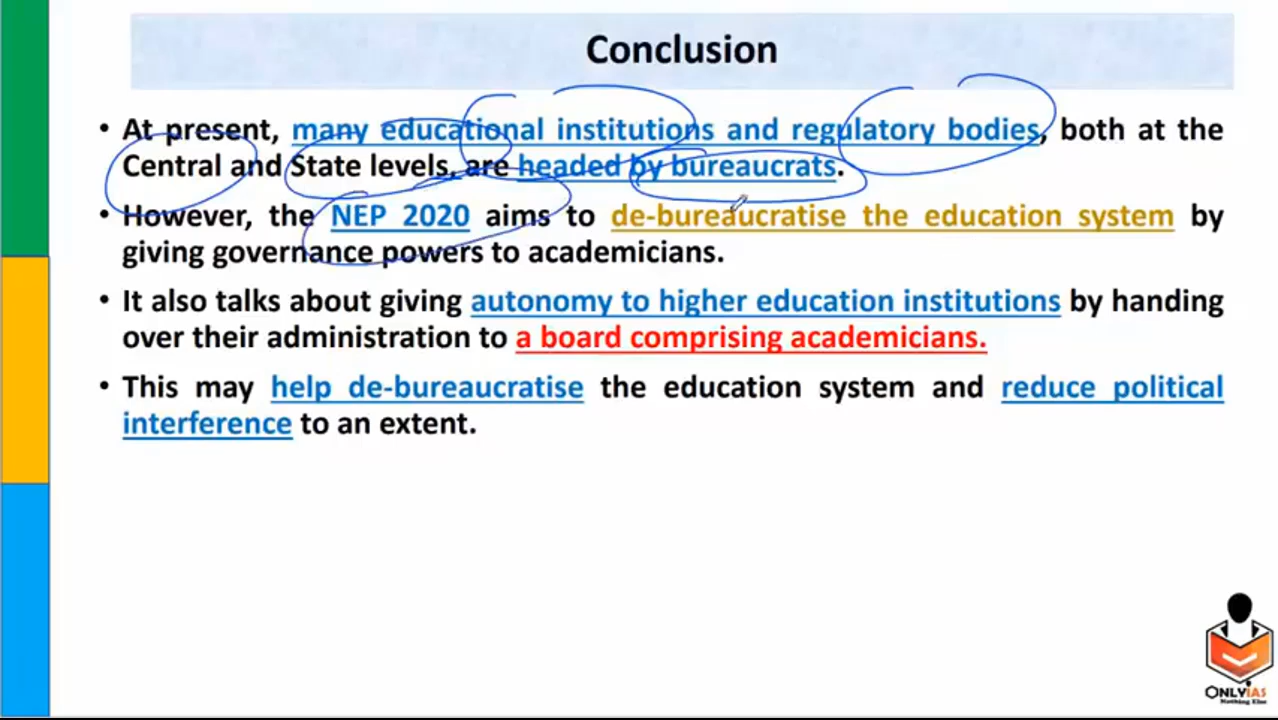 Conclusion
• At present, many educational institutions and regulatory bodies, both at the
Central and State levels, are headed by bureaucrats.
• However, the NEP 2020 aims to de-bureaucratise the education system by
giving governance powers to academicians.
• It also talks about giving autonomy to higher education institutions by handing
over their administration to a board comprising academicians.
• This may help de-bureaucratise the education system and reduce political
interference to an extent.
ONLYIAS
Nothing Else